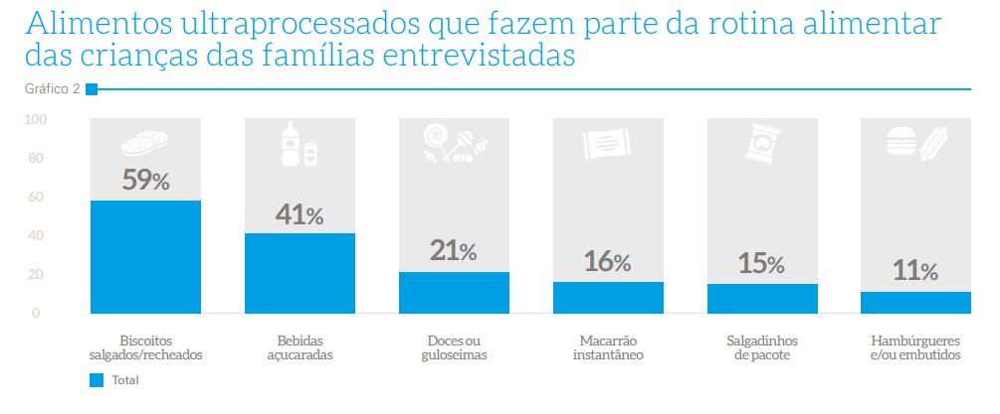 Alimentos ultraprocessados que fazem parte da rotina alimentar
das crianças das famílias entrevistadas
Gráfico 2
100
80
60
40
20
0
59%
41%
21%
16%
15%
11%
Biscoitos
salgados/recheados
Bebidas
açucaradas
Doces ou
guloseimas
Macarrão
instantâneo
Salgadinhos
de pacote
Hambúrgueres
e/ou embutidos
Total